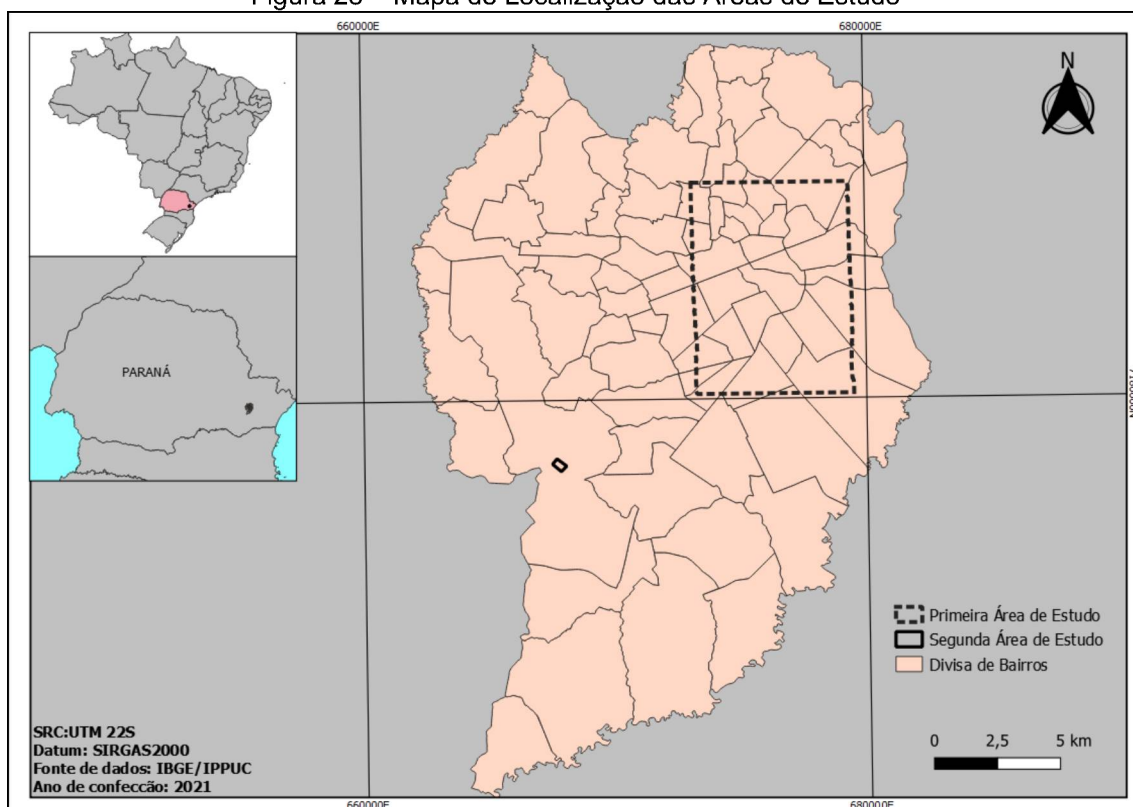 Figura 28 – Mapa de Localização das Áreas de Estudo
660000E
680000E
N
PARANÁ
Primeira Área de Estudo
Segunda Área de Estudo
Divisa de Bairros
SRC:UTM 22S
Datum: SIRGAS2000
Fonte de dados: IBGE/IPPUC
Ano de confecção: 2021
0 2,5 5 km
660000E
680000E